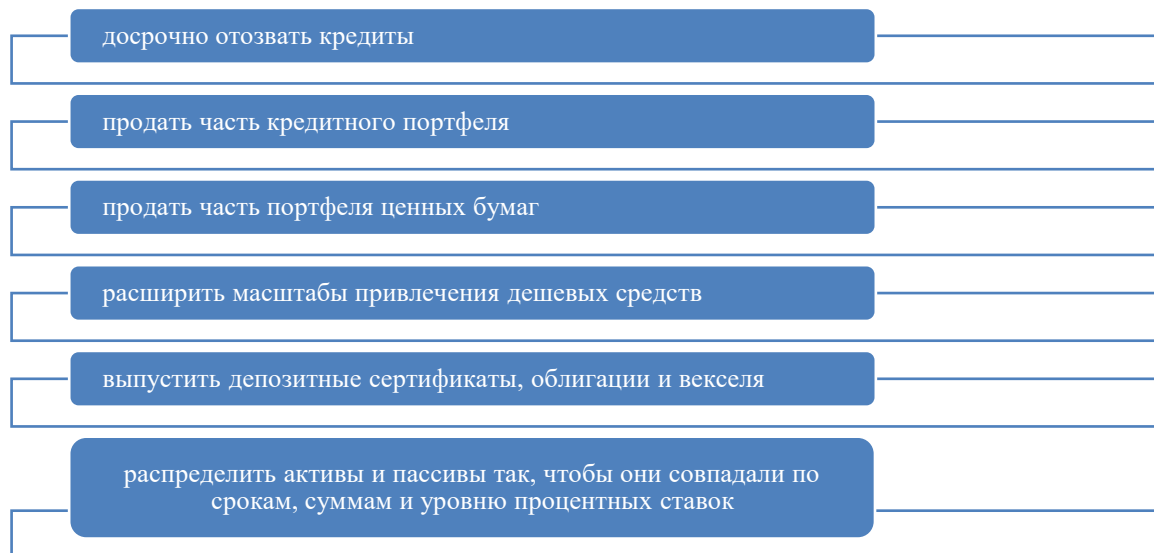 досрочно отозвать кредиты
продать часть кредитного портфеля
продать часть портфеля ценных бумаг
расширить масштабы привлечения дешевых средств
выпустить депозитные сертификаты, облигации и векселя
распределить активы и пассивы так, чтобы они совпадали по
срокам, суммам и уровню процентных ставок